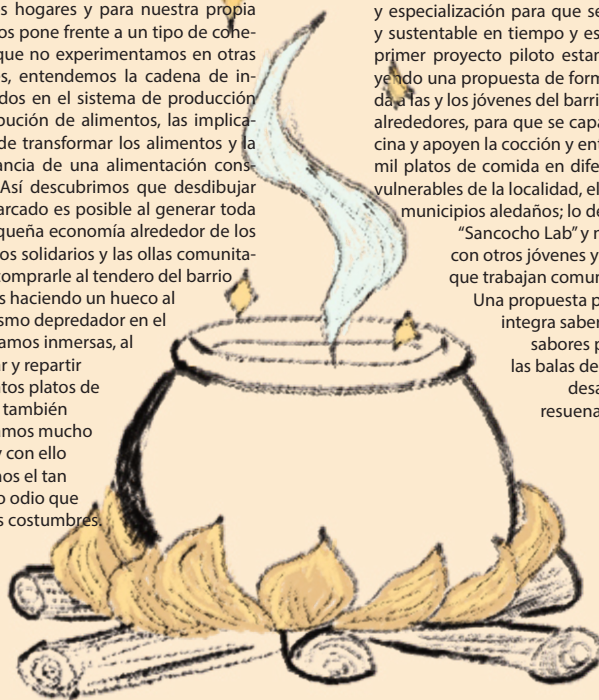 s hogares y para nuestra propia
os pone frente a un tipo de cone-
que no experimentamos en otras
s, entendemos la cadena de in-
dos en el sistema de producción
bución de alimentos, las implica-
de transformar los alimentos y la
ancia de una alimentación cons-
Así descubrimos que desdibujar
arcado es posible al generar toda
queña economía alrededor de los
os solidarios y las ollas comunita-
comprarle al tendero del barrio
s haciendo un hueco al
smo depredador en el
amos inmersas, al
ar y repartir
ntos platos de
también
amos mucho
y con ello
nos el tan
o odio que
s costumbres.
y especialización para que se
y sustentable en tiempo y es
primer proyecto piloto estar
yendo una propuesta de form
da a las y los jóvenes del barri
alrededores, para que se capa
cina y apoyen la cocción y ent
mil platos de comida en dife
vulnerables de la localidad, el
municipios aledaños; lo de
“Sancocho Lab” y n
con otros jóvenes y
que trabajan comun
Una propuesta p
integra saber
sabores p
las balas de
desa
resuena